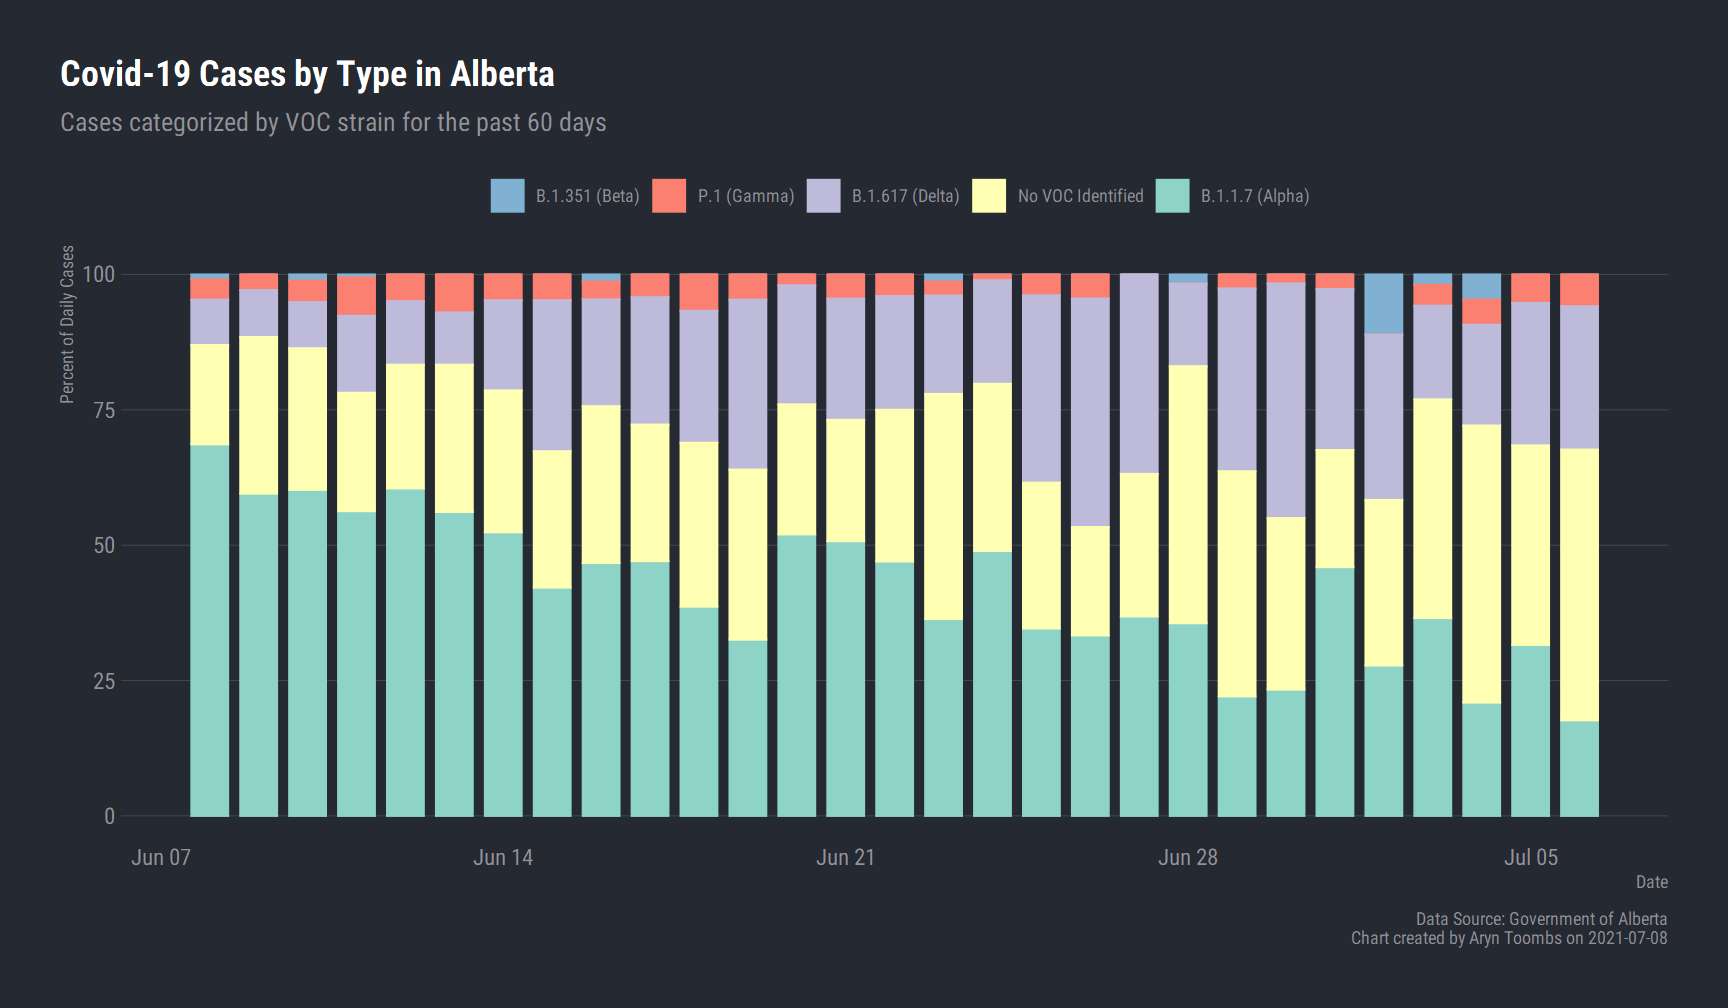 Covid-19 Cases by Type in Alberta
Cases categorized by VOC strain for the past 60 days
B.1.351 (Beta) P.1 (Gamma) B.1.617 (Delta) No VOC Identified B.1.1.7 (Alpha)
Percent of Daily Cases
100
75
50
25
0
Jun 07 Jun 14 Jun 21 Jun 28 Jul 05
Date
Data Source: Government of Alberta
Chart created by Aryn Toombs on 2021-07-08